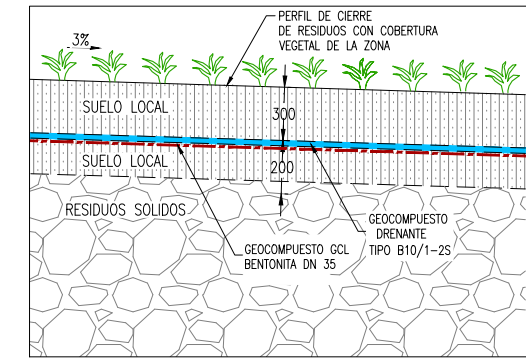 PERFIL DE CIERRE
DE RESIDUOS CON COBERTURA
VEGETAL DE LA ZONA
3%
SUELO LOCAL
300
SUELO LOCAL
200
RESIDUOS SOLIDOS
GEOCOMPUESTO
DRENANTE
TIPO B10/1-2S
GEOCOMPUESTO GCL
BENTONITA DN 35